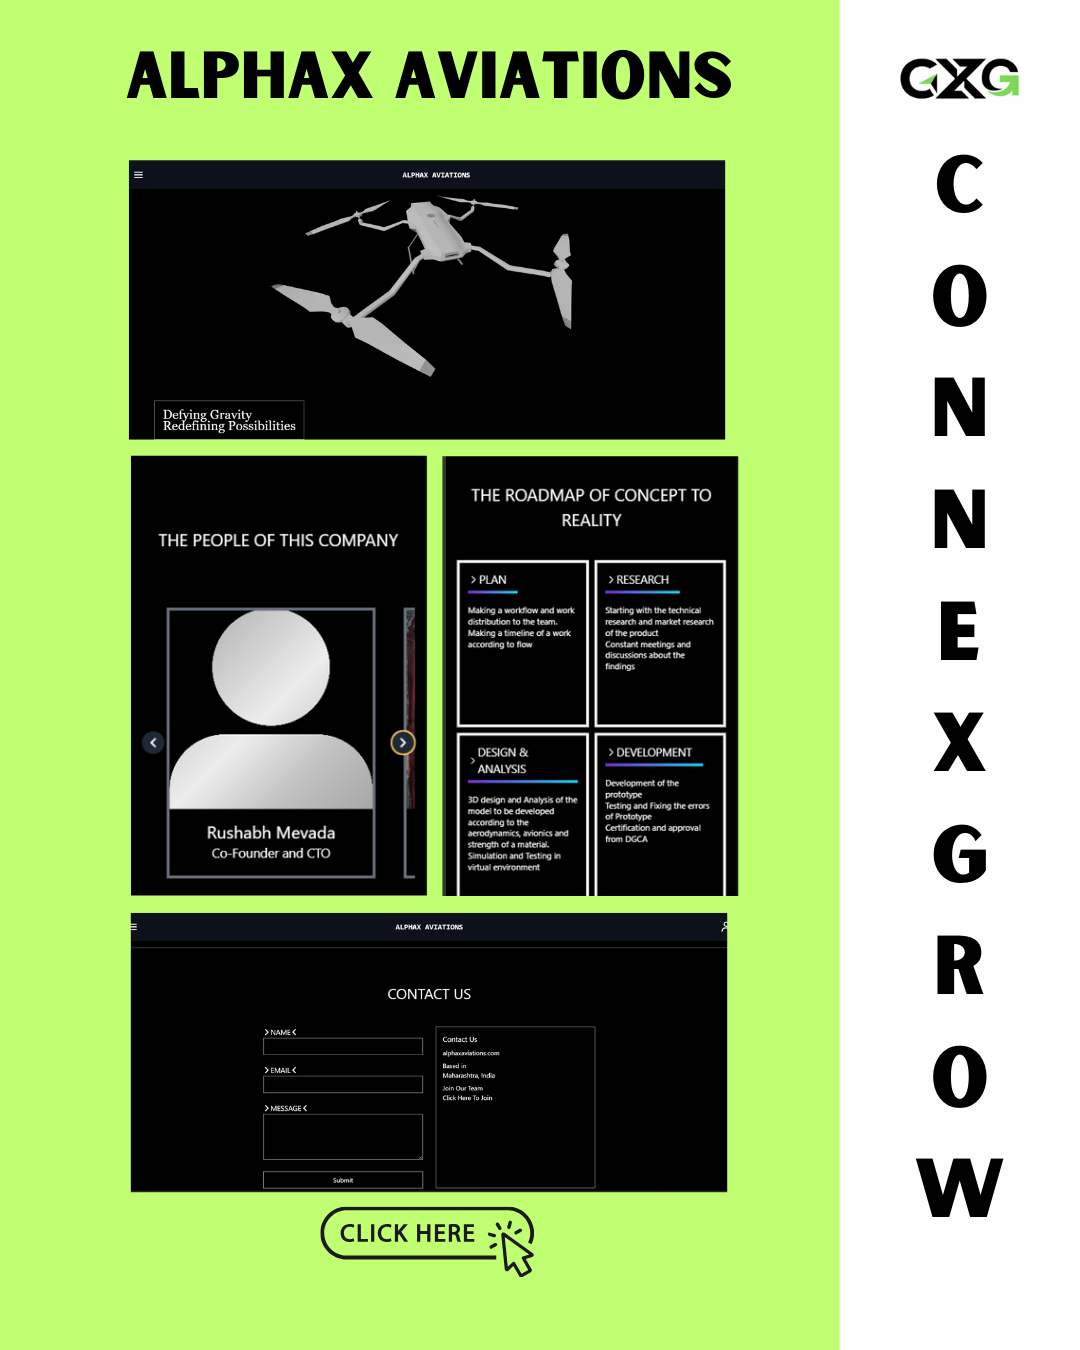 ALPHAX AVIATIONS
ALPHAX AVIATIONS
Defying Gravity
Redefining Possibilities
THE PEOPLE OF THIS COMPANY
Rushabh Mevada
Co-Founder and CTO
THE ROADMAP OF CONCEPT TO
REALITY
PLAN
Making a workflow and work
distribution to the team.
Making a timeline of a work
according to flow
RESEARCH
Starting with the technical
research and market research
of the product
Constant meetings and
discussions about the
findings
DESIGN &
ANALYSIS
3D design and Analysis of the
model to be developed
according to the
aerodynamics, avionics and
strength of a material.
Simulation and Testing in
virtual environment
DEVELOPMENT
Development of the
prototype
Testing and Fixing the errors
of Prototype
Certification and approval
from DGCA
ALPHAX AVIATIONS
CONTACT US
NAME
EMAIL
MESSAGE
Submit
Contact Us
alphaxaviations.com
Based in
Maharashtra, India
Join Our Team
Click Here To Join
CLICK HERE
CXG
C
O
N
N
E
X
G
R
O
W